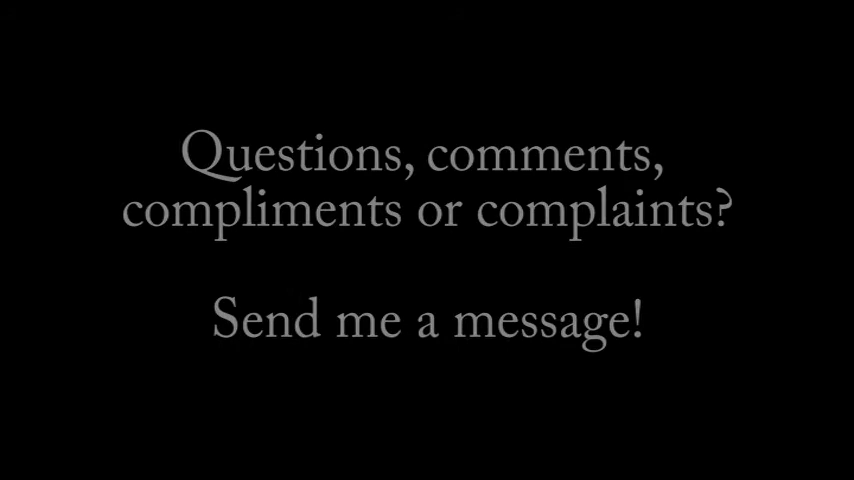 Questions, comments,
compliments or complaints?
Send me a message!